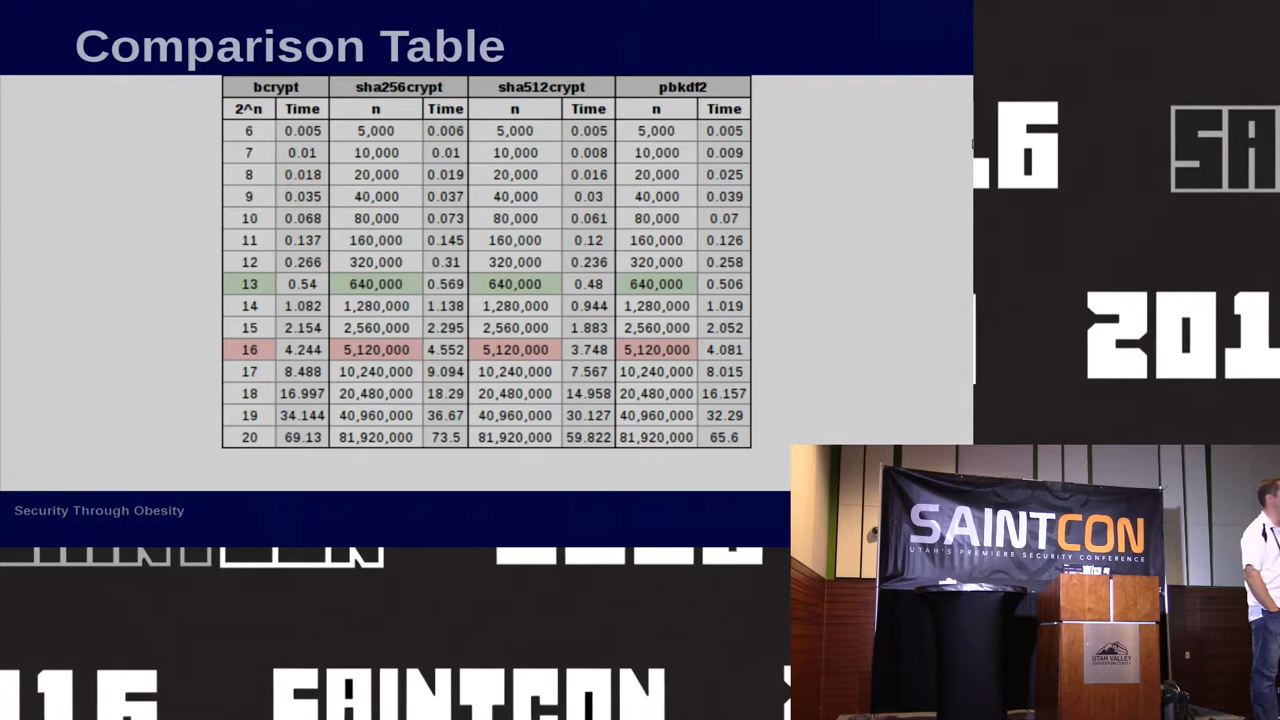 Comparison Table
bcrypt sha256crypt sha512crypt pbkdf2
2^n Time n Time n Time n Time
6 0.005 5,000 0.006 5,000 0.005 5,000 0.005
7 0.01 10,000 0.01 10,000 0.008 10,000 0.009
8 0.018 20,000 0.019 20,000 0.016 20,000 0.025
9 0.035 40,000 0.037 40,000 0.03 40,000 0.039
10 0.068 80,000 0.073 80,000 0.061 80,000 0.07
11 0.137 160,000 0.145 160,000 0.12 160,000 0.126
12 0.266 320,000 0.31 320,000 0.236 320,000 0.258
13 0.54 640,000 0.569 640,000 0.48 640,000 0.506
14 1.082 1,280,000 1.138 1,280,000 0.944 1,280,000 1.019
15 2.154 2,560,000 2.295 2,560,000 1.883 2,560,000 2.052
16 4.244 5,120,000 4.552 5,120,000 3.748 5,120,000 4.081
17 8.488 10,240,000 9.094 10,240,000 7.567 10,240,000 8.015
18 16.997 20,480,000 18.29 20,480,000 14.958 20,480,000 16.157
19 34.144 40,960,000 36.67 40,960,000 30.127 40,960,000 32.29
20 69.13 81,920,000 73.5 81,920,000 59.822 81,920,000 65.6
Security Through Obesity
.16 SA
201
SAINTCON
UTAH'S PREMIERE SECURITY CONFERENCE
UTAH VALLEY
CONVENTION CENTER
16 SAINTCON